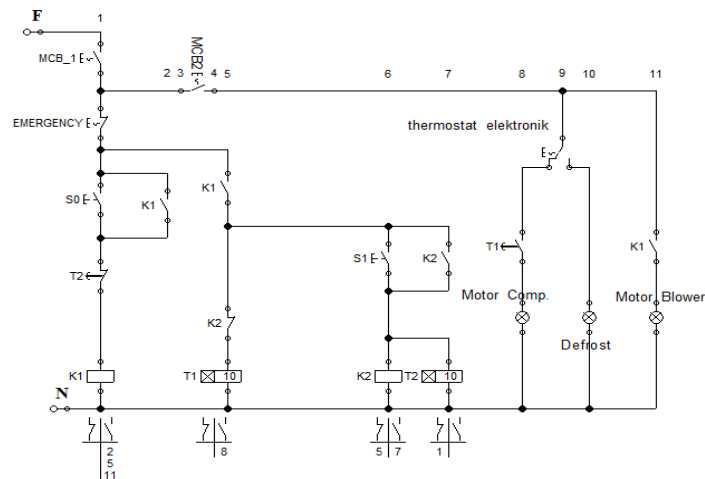 F
1
MCB_1
2
3
MCB2
4
5
6
7
8
9
10
11
EMERGENCY
thermostat elektronik
S0
K1
K1
T2
S1
K2
T1
K1
Motor Comp.
Motor Blower
K2
Defrost
K1
T1
10
K2
T2
10
N
2
5
11
8
5
7
1